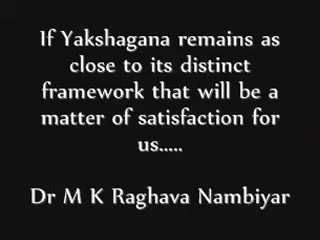 If Yakshagana remains as
close to its distinct
framework that will be a
matter of satisfaction for
us.....
Dr M K Raghava Nambiyar